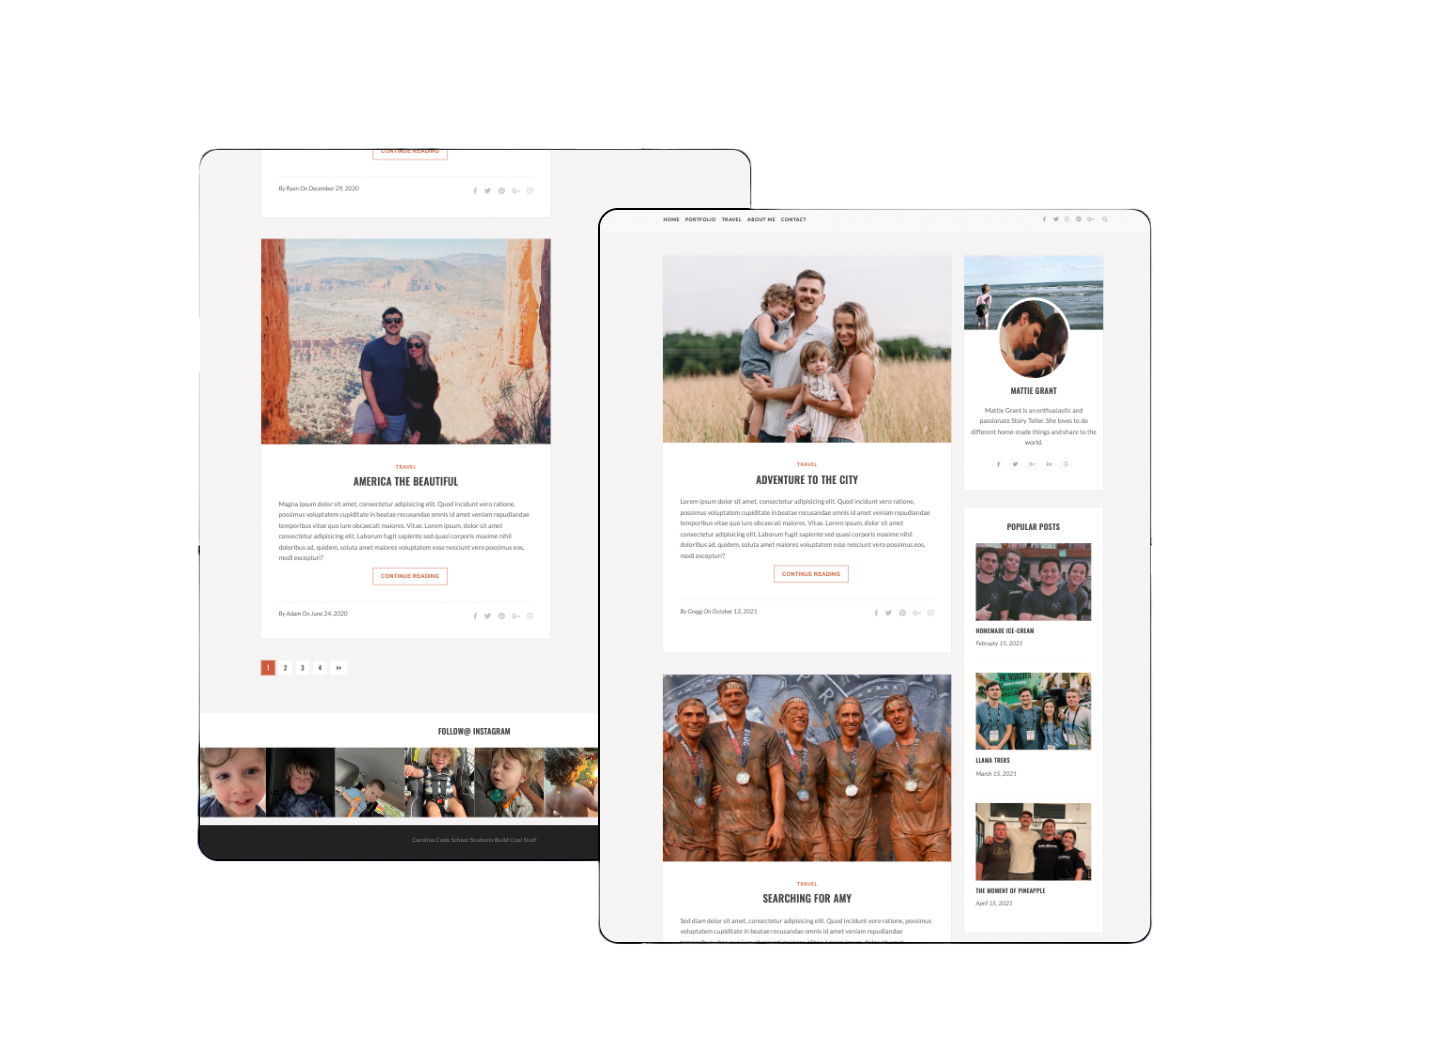 CONTINUE READING
By Ryan On December 29, 2020
TRAVEL
AMERICA THE BEAUTIFUL
Magna ipsum dolor sit amet, consectetur adipisicing elit. Quod incidunt vero ratione,
possimus voluptatem cupiditate in beatae recusandae omnis id amet veniam repudiandae
temporibus vitae quo iure obcaecati maiores. Vitae. Lorem ipsum, dolor sit amet
consectetur adipisicing elit. Laborum fugit sapiente sed quasi corporis maxime nihil
doloribus ad, quidem, soluta amet maiores voluptatem esse nesciunt vero possimus eos,
modi excepturi?
CONTINUE READING
By Adam On June 24, 2020
1 2 3 4 »
FOLLOW@ INSTAGRAM
Carolina Code School Students Build Cool Stuff
HOME PORTFOLIO TRAVEL ABOUT ME CONTACT
TRAVEL
ADVENTURE TO THE CITY
Lorem ipsum dolor sit amet, consectetur adipisicing elit. Quod incidunt vero ratione,
possimus voluptatem cupiditate in beatae recusandae omnis id amet veniam repudiandae
temporibus vitae quo iure obcaecati maiores. Vitae. Lorem ipsum, dolor sit amet
consectetur adipisicing elit. Laborum fugit sapiente sed quasi corporis maxime nihil
doloribus ad, quidem, soluta amet maiores voluptatem esse nesciunt vero possimus eos,
modi excepturi?
CONTINUE READING
By Gregg On October 13, 2021
TRAVEL
SEARCHING FOR AMY
Sed diam dolor sit amet, consectetur adipisicing elit. Quod incidunt vero ratione, possimus
voluptatem cupiditate in beatae recusandae omnis id amet veniam repudiandae
MATTIE GRANT
Mattie Grant is an enthusiastic and
passionate Story Teller. She loves to do
different home-made things and share to the
world.
POPULAR POSTS
HOMEMADE ICE-CREAM
February 15, 2021
LLAMA TREKS
March 15, 2021
THE MOMENT OF PINEAPPLE
April 15, 2021